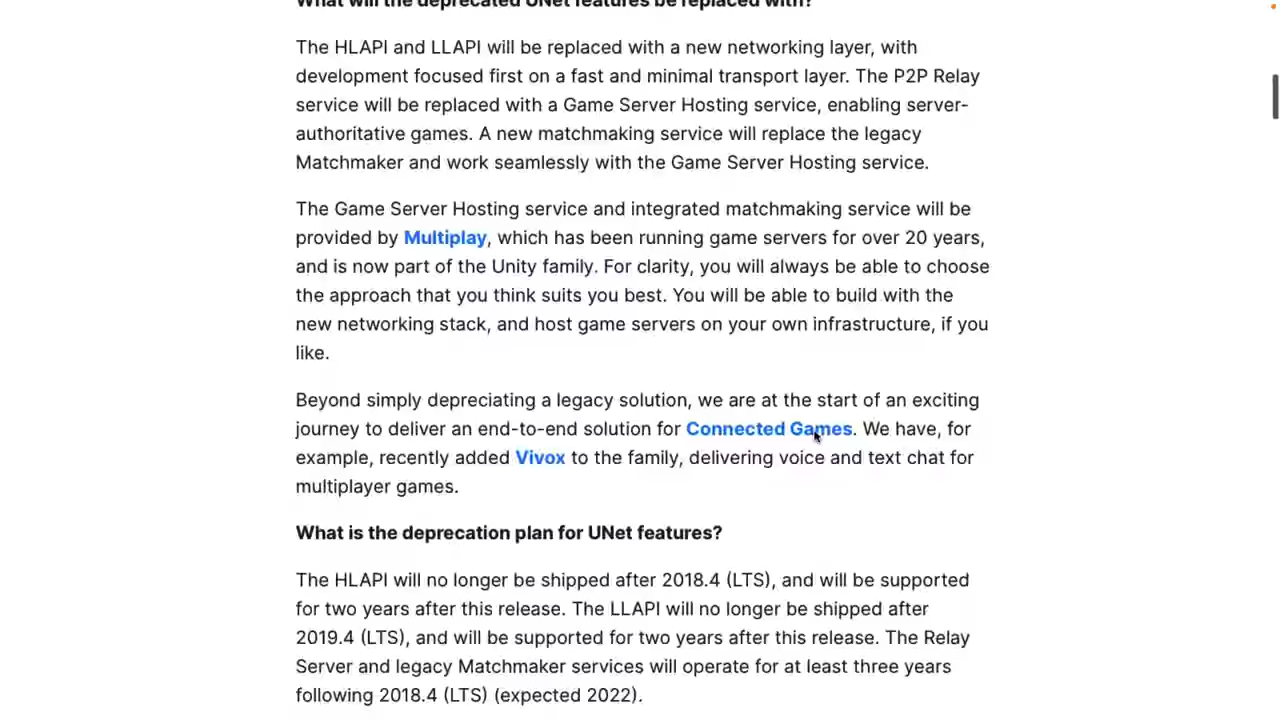 What will the deprecated UNet features be replaced with?
The HLAPI and LLAPI will be replaced with a new networking layer, with
development focused first on a fast and minimal transport layer. The P2P Relay
service will be replaced with a Game Server Hosting service, enabling server-
authoritative games. A new matchmaking service will replace the legacy
Matchmaker and work seamlessly with the Game Server Hosting service.
The Game Server Hosting service and integrated matchmaking service will be
provided by Multiplay, which has been running game servers for over 20 years,
and is now part of the Unity family. For clarity, you will always be able to choose
the approach that you think suits you best. You will be able to build with the
new networking stack, and host game servers on your own infrastructure, if you
like.
Beyond simply depreciating a legacy solution, we are at the start of an exciting
journey to deliver an end-to-end solution for Connected Games. We have, for
example, recently added Vivox to the family, delivering voice and text chat for
multiplayer games.
What is the deprecation plan for UNet features?
The HLAPI will no longer be shipped after 2018.4 (LTS), and will be supported
for two years after this release. The LLAPI will no longer be shipped after
2019.4 (LTS), and will be supported for two years after this release. The Relay
Server and legacy Matchmaker services will operate for at least three years
following 2018.4 (LTS) (expected 2022).